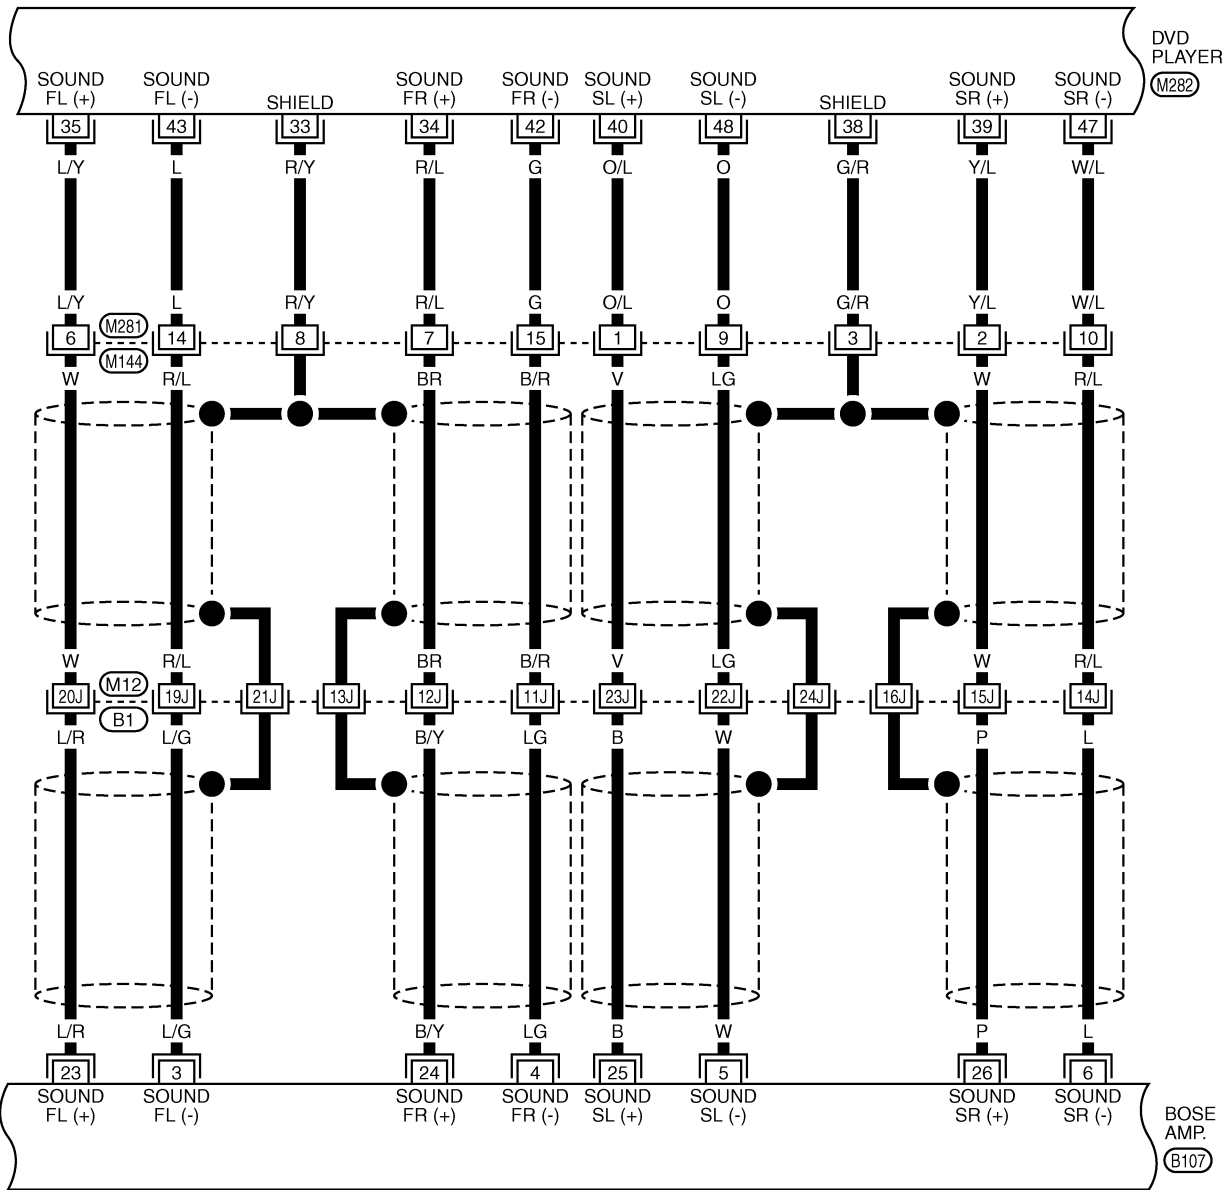 DVD
PLAYER
M282
SOUND SOUND SOUND SOUND SOUND SOUND SOUND SOUND
FL (+) FL (-) SHIELD FR (+) FR (-) SL (+) SL (-) SHIELD SR (+) SR (-)
35 43 33 34 42 40 48 38 39 47
L/Y L R/Y R/L G O/L O G/R Y/L W/L
L/Y L R/Y R/L G O/L O G/R Y/L W/L
M281
6 14 8 7 15 1 9 3 2 10
M144
W R/L BR B/R V LG W R/L
W R/L BR B/R V LG W R/L
M12
20J 19J 21J 13J 12J 11J 23J 22J 24J 16J 15J 14J
B1
L/R L/G B/Y LG B W P L
L/R L/G B/Y LG B W P L
23 3 24 4 25 5 26 6
SOUND SOUND SOUND SOUND SOUND SOUND SOUND SOUND
FL (+) FL (-) FR (+) FR (-) SL (+) SL (-) SR (+) SR (-)
BOSE
AMP.
B107